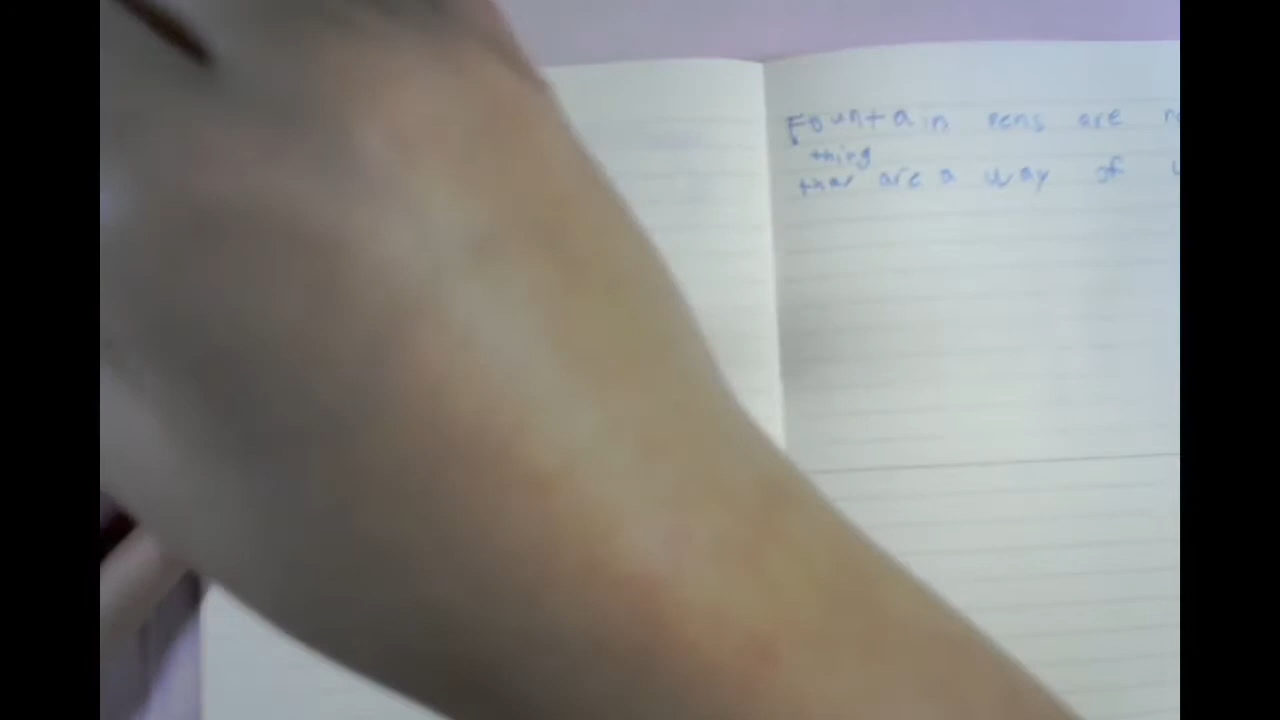 Fountain pens are
thing
that are a way of